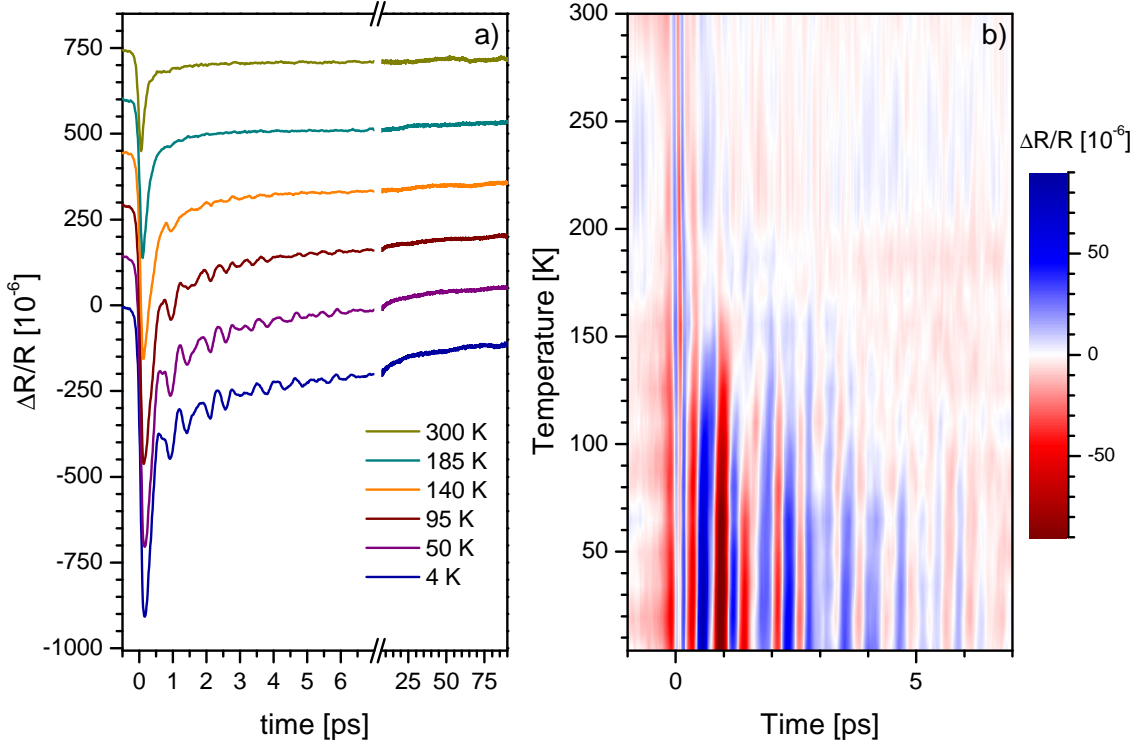 a)
750
500
250
0
-250
-500
-750
-1000
ΔR/R [10⁻⁶]
300 K
185 K
140 K
95 K
50 K
4 K
0 1 2 3 4 5 6 25 50 75
time [ps]
b)
300
250
200
150
100
50
Temperature [K]
0 5
Time [ps]
ΔR/R [10⁻⁶]
50
0
-50